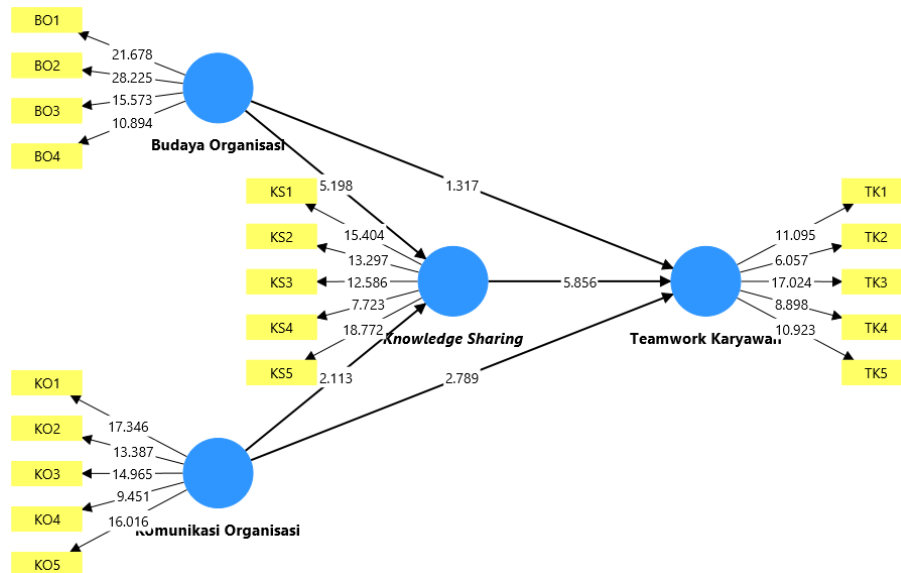 BO1
21.678
BO2
28.225
BO3
15.573
10.894
BO4
Budaya Organisasi
5.198
1.317
KS1
15.404
KS2
13.297
KS3
12.586
KS4
7.723
18.772
KS5
Knowledge Sharing
5.856
TK1
11.095
TK2
6.057
TK3
17.024
8.898
TK4
10.923
TK5
Teamwork Karyawan
2.113
2.789
KO1
17.346
KO2
13.387
KO3
14.965
9.451
KO4
16.016
KO5
Komunikasi Organisasi